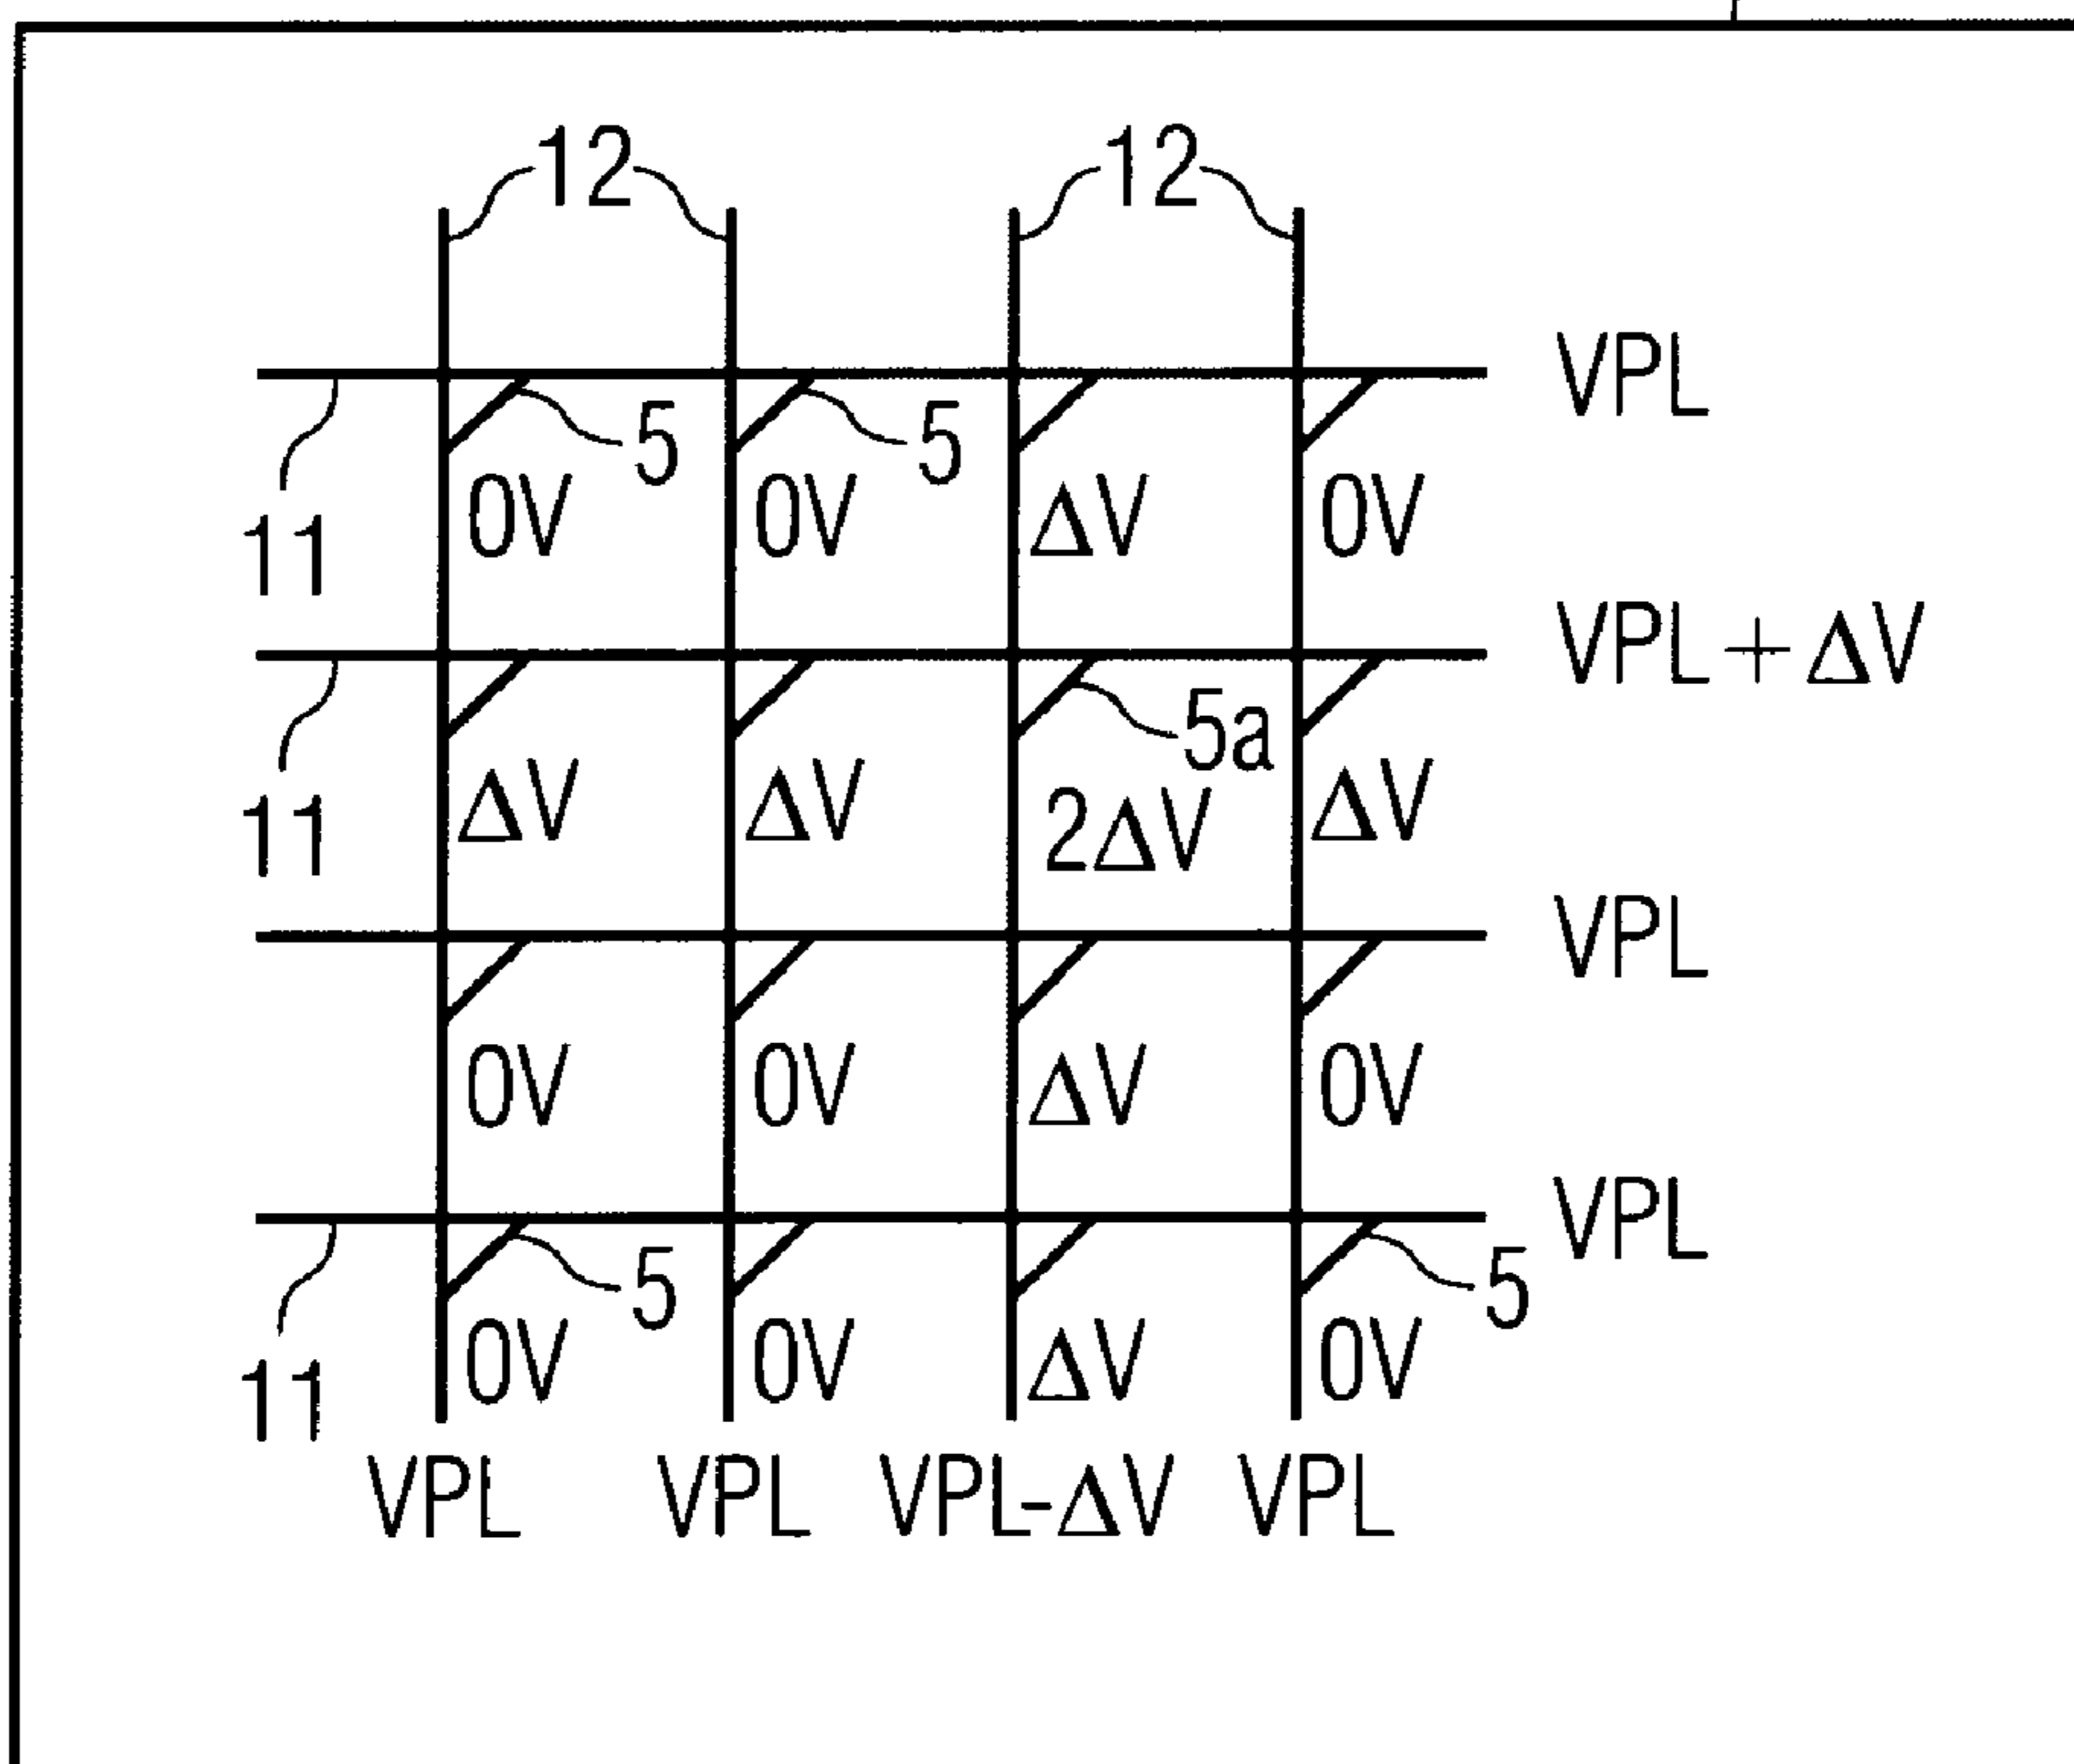 12 12
VPL
5 5
0V 0V ΔV 0V
11
VPL+ΔV
5a
ΔV ΔV 2ΔV ΔV
11
VPL
0V 0V ΔV 0V
VPL
5 5
0V 0V ΔV 0V
11
VPL VPL VPL-ΔV VPL